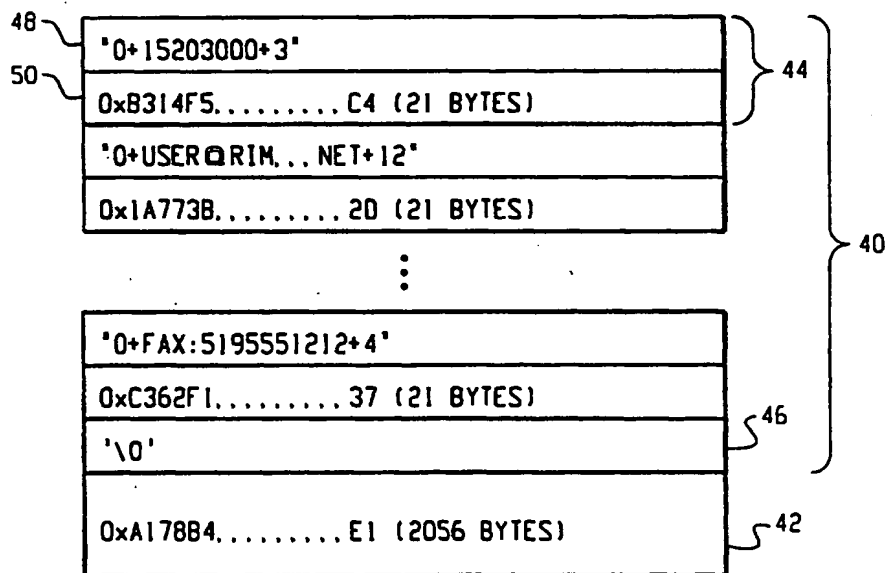 48
"0+15203000+3"
50
0xB314F5.........C4 (21 BYTES)
44
"0+USER@RIM...NET+12"
0x1A773B.........2D (21 BYTES)
40
"0+FAX:5195551212+4"
0xC362F1.........37 (21 BYTES)
46
'\0'
0xA178B4.........E1 (2056 BYTES)
42